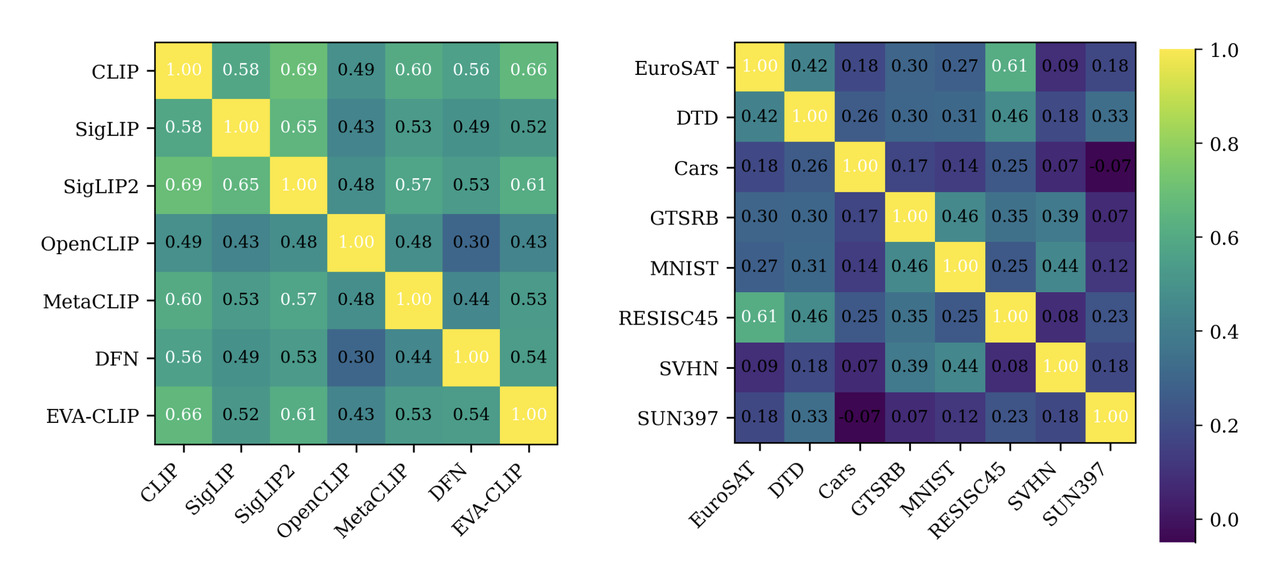 CLIP 1.00 0.58 0.69 0.49 0.60 0.56 0.66
SigLIP 0.58 1.00 0.65 0.43 0.53 0.49 0.52
SigLIP2 0.69 0.65 1.00 0.48 0.57 0.53 0.61
OpenCLIP 0.49 0.43 0.48 1.00 0.48 0.30 0.43
MetaCLIP 0.60 0.53 0.57 0.48 1.00 0.44 0.53
DFN 0.56 0.49 0.53 0.30 0.44 1.00 0.54
EVA-CLIP 0.66 0.52 0.61 0.43 0.53 0.54 1.00
CLIP SigLIP SigLIP2 OpenCLIP MetaCLIP DFN EVA-CLIP
EuroSAT 1.00 0.42 0.18 0.30 0.27 0.61 0.09 0.18
DTD 0.42 1.00 0.26 0.30 0.31 0.46 0.18 0.33
Cars 0.18 0.26 1.00 0.17 0.14 0.25 0.07 -0.07
GTSRB 0.30 0.30 0.17 1.00 0.46 0.35 0.39 0.07
MNIST 0.27 0.31 0.14 0.46 1.00 0.25 0.44 0.12
RESISC45 0.61 0.46 0.25 0.35 0.25 1.00 0.08 0.23
SVHN 0.09 0.18 0.07 0.39 0.44 0.08 1.00 0.18
SUN397 0.18 0.33 -0.07 0.07 0.12 0.23 0.18 1.00
EuroSAT DTD Cars GTSRB MNIST RESISC45 SVHN SUN397
1.0
0.8
0.6
0.4
0.2
0.0